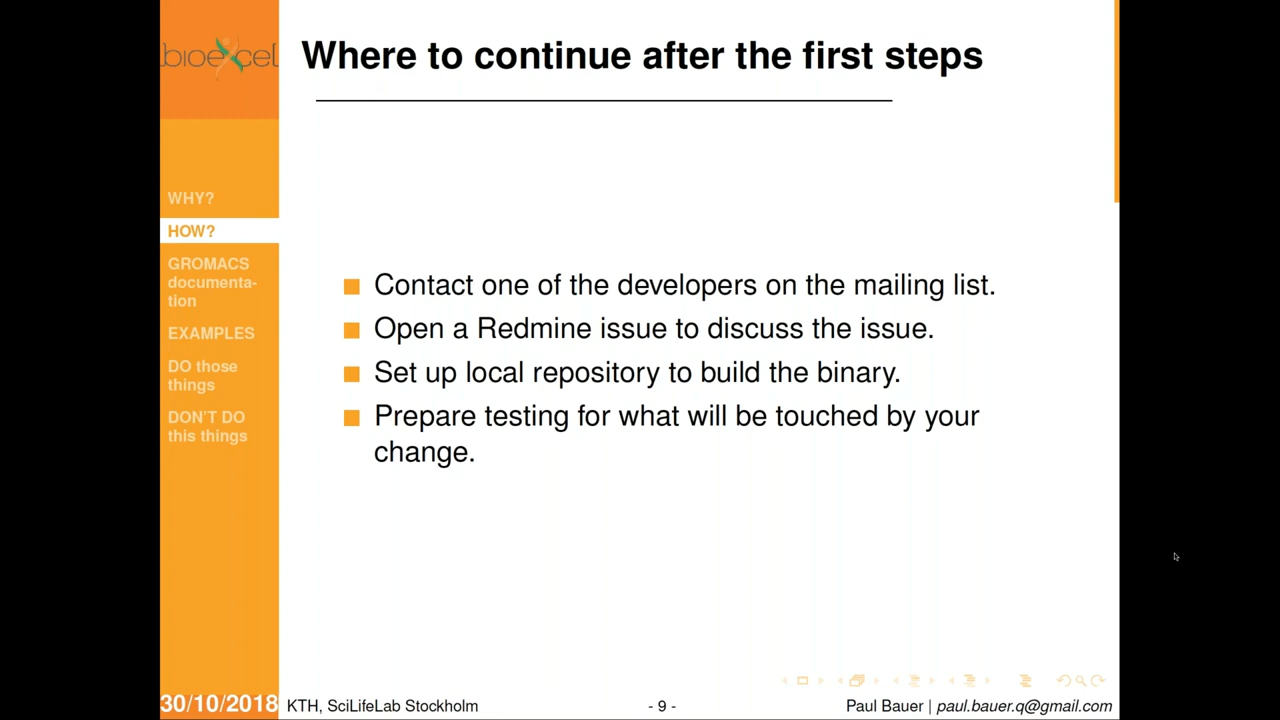 bioexcel
Where to continue after the first steps
WHY?
HOW?
GROMACS
documenta-
tion
EXAMPLES
DO those
things
DON'T DO
this things
Contact one of the developers on the mailing list.
Open a Redmine issue to discuss the issue.
Set up local repository to build the binary.
Prepare testing for what will be touched by your
change.
30/10/2018 KTH, SciLifeLab Stockholm - 9 - Paul Bauer | paul.bauer.q@gmail.com